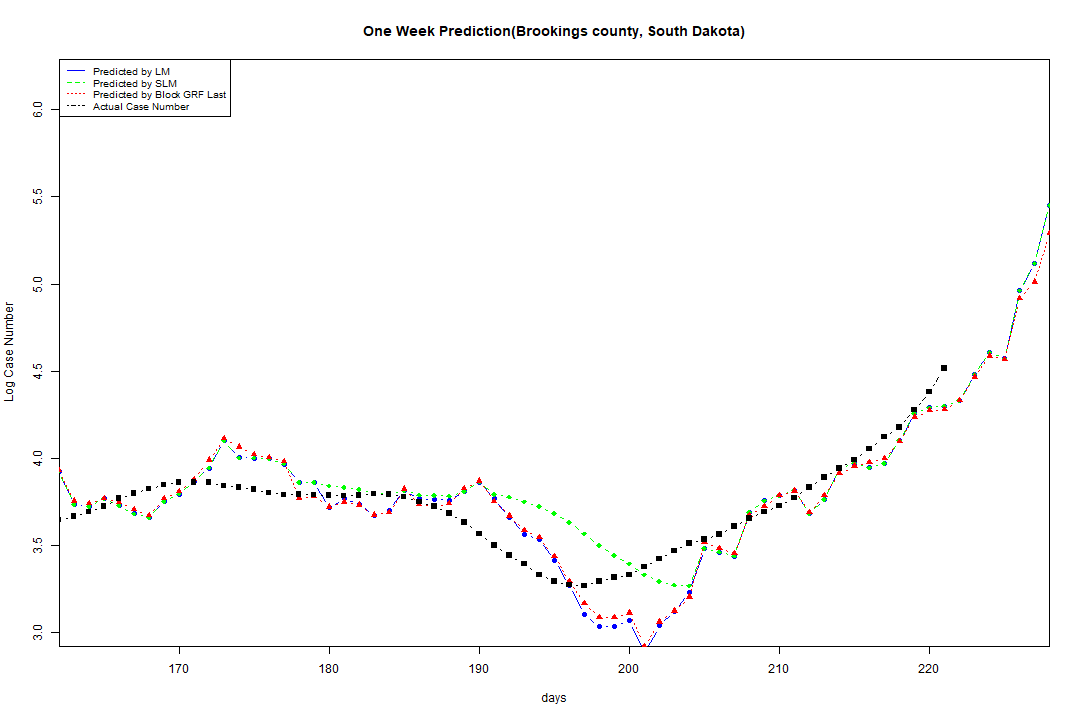 One Week Prediction(Brookings county, South Dakota)
Predicted by LM
Predicted by SLM
Predicted by Block GRF Last
Actual Case Number
6.0
5.5
5.0
4.5
4.0
3.5
3.0
Log Case Number
170 180 190 200 210 220
days